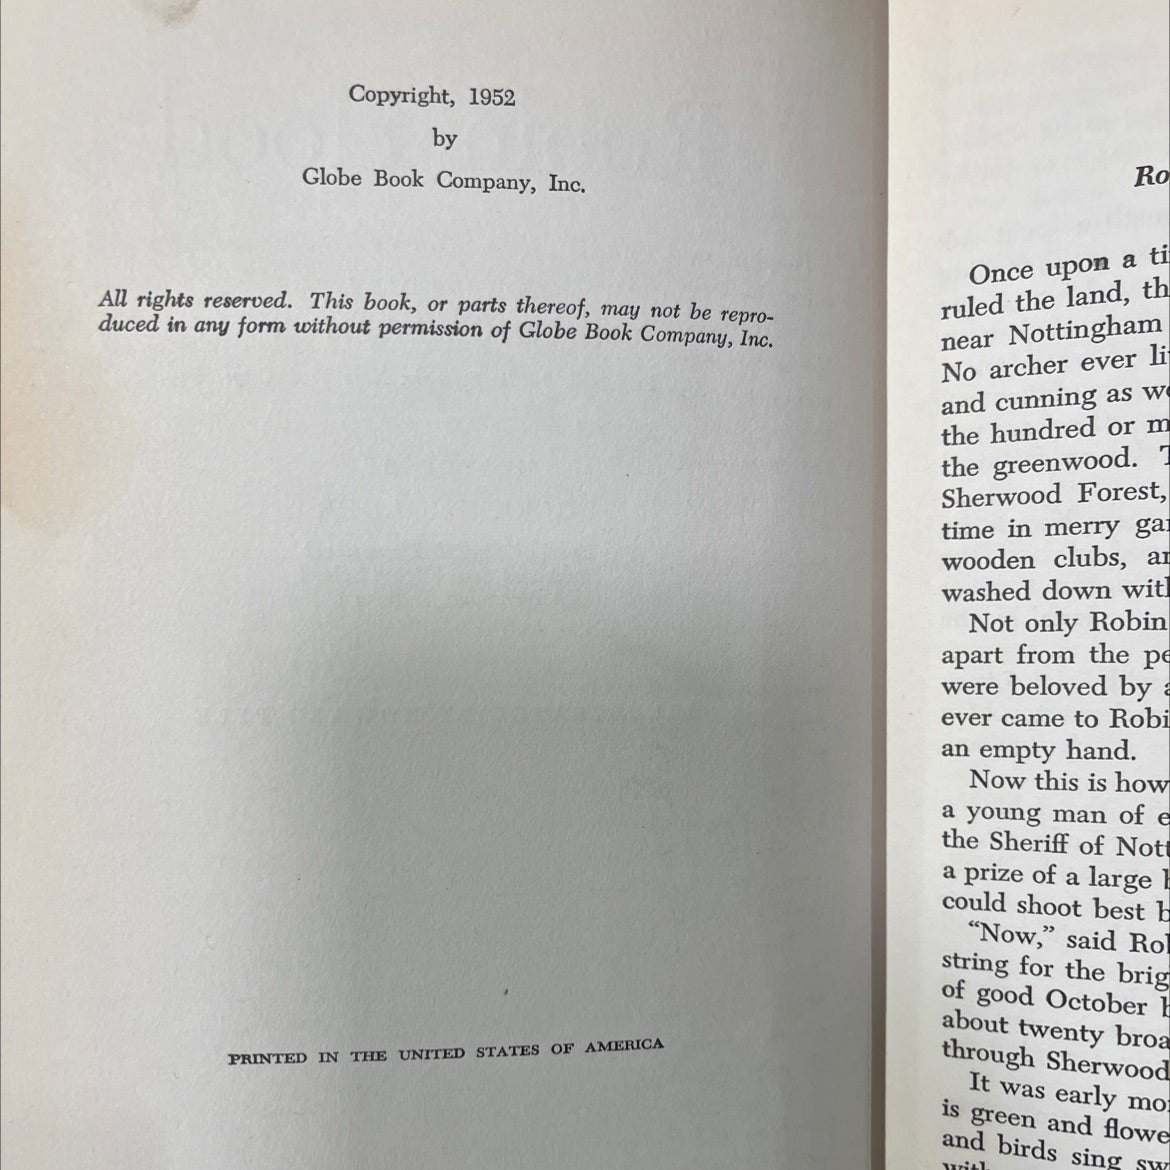 Copyright, 1952
by
Globe Book Company, Inc.
All rights reserved. This book, or parts thereof, may not be repro-
duced in any form without permission of Globe Book Company, Inc.
PRINTED IN THE UNITED STATES OF AMERICA
Ro
Once upon a ti
ruled the land, th
near Nottingham
No archer ever li
and cunning as w
the hundred or m
the greenwood.
Sherwood Forest,
time in merry ga
wooden clubs, ar
washed down with
Not only Robin
apart from the pe
were beloved by a
ever came to Robi
an empty hand.
Now this is how
a young man of e
the Sheriff of Nott
a prize of a large
could shoot best b
“Now,” said Rob
string for the brig
of good October b
about twenty broa
through Sherwood
It was early mo
is green and flowe
and birds sing sw
with